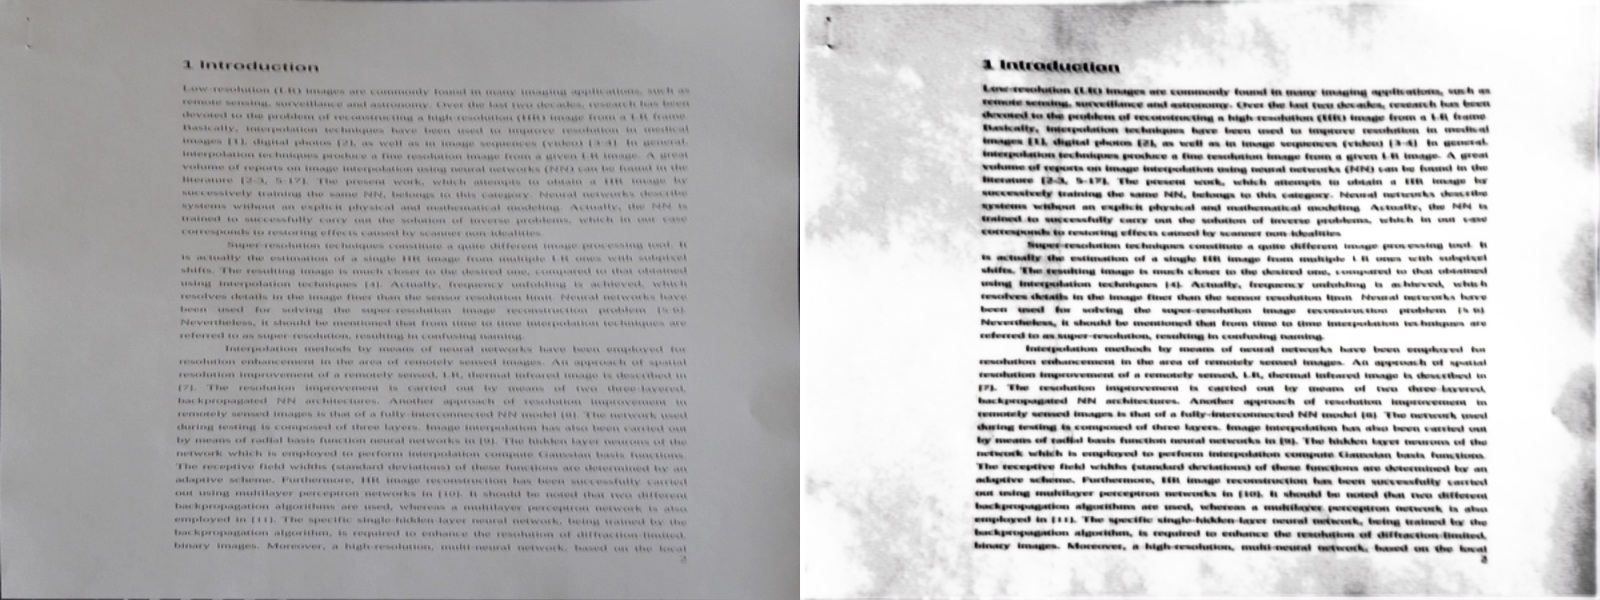 1 Introduction
Low-resolution (LR) images are commonly found in many imaging applications, such as
remote sensing, surveillance and astronomy. Over the last two decades, research has been
devoted to the problem of reconstructing a high-resolution (HR) image from a LR frame.
Basically, interpolation techniques have been used to improve resolution in medical
images [1], digital photos [2], as well as in image sequences (video) [3-4]. In general,
interpolation techniques produce a fine resolution image from a given LR image. A great
volume of reports on image interpolation using neural networks (NN) can be found in the
literature [2-3, 5-17]. The present work, which attempts to obtain a HR image by
successively training the same NN, belongs to this category. Neural networks describe
systems without an explicit physical and mathematical modeling. Actually, the NN is
trained to successfully carry out the solution of inverse problems, which in our case
corresponds to restoring effects caused by scanner non-idealities.
Super-resolution techniques constitute a quite different image processing tool. It
is actually the estimation of a single HR image from multiple LR ones with subpixel
shifts. The resulting image is much closer to the desired one, compared to that obtained
using interpolation techniques [4]. Actually, frequency unfolding is achieved, which
resolves details in the image finer than the sensor resolution limit. Neural networks have
been used for solving the super-resolution image reconstruction problem [5-6].
Nevertheless, it should be mentioned that from time to time interpolation techniques are
referred to as super-resolution, resulting in confusing naming.
Interpolation methods by means of neural networks have been employed for
resolution enhancement in the area of remotely sensed images. An approach of spatial
resolution improvement of a remotely sensed, LR, thermal infrared image is described in
[7]. The resolution improvement is carried out by means of two three-layered,
backpropagated NN architectures. Another approach of resolution improvement in
remotely sensed images is that of a fully-interconnected NN model [8]. The network used
during testing is composed of three layers. Image interpolation has also been carried out
by means of radial basis function neural networks in [9]. The hidden layer neurons of the
network which is employed to perform interpolation compute Gaussian basis functions.
The receptive field widths (standard deviations) of these functions are determined by an
adaptive scheme. Furthermore, HR image reconstruction has been successfully carried
out using multilayer perceptron networks in [10]. It should be noted that two different
backpropagation algorithms are used, whereas a multilayer perceptron network is also
employed in [11]. The specific single-hidden-layer neural network, being trained by the
backpropagation algorithm, is required to enhance the resolution of diffraction-limited,
binary images. Moreover, a high-resolution, multi-neural network, based on the local
2